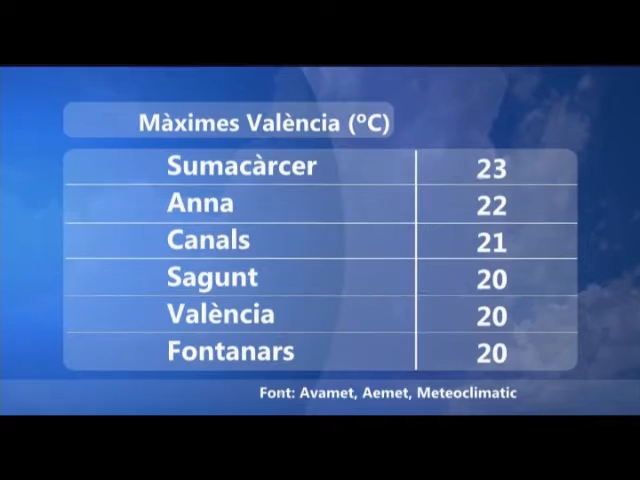 Màximes València (ºC)
Sumacàrcer 23
Anna 22
Canals 21
Sagunt 20
València 20
Fontanars 20
Font: Avamet, Aemet, Meteoclimatic